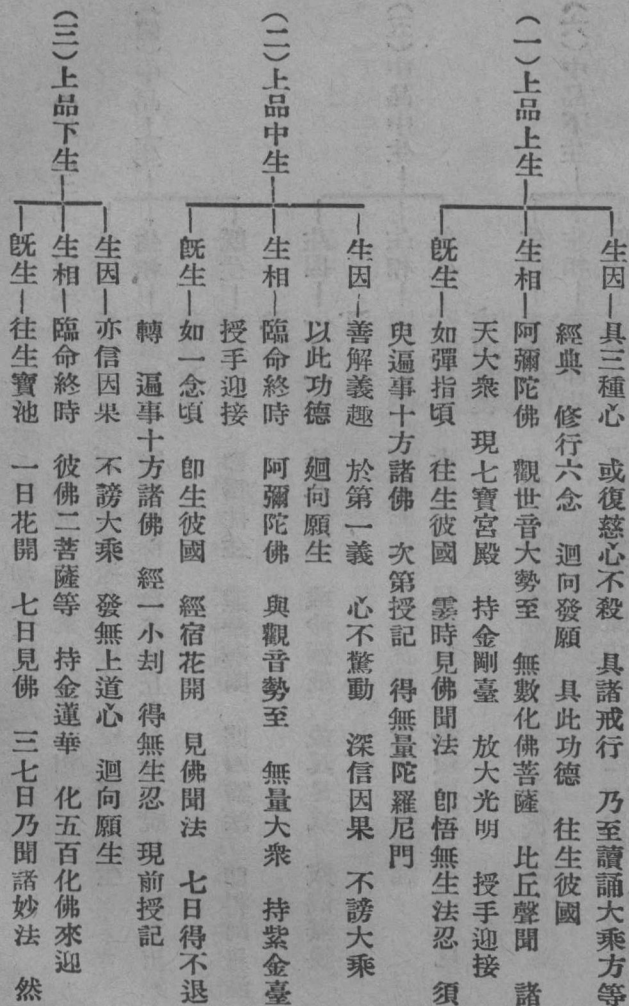 (一)上品上生
生因 具三種心 或復慈心不殺 具諸戒行 乃至讀誦大乘方等
經典 修行六念 迴向發願 具此功德 往生彼國
生相 阿彌陀佛 觀世音大勢至 無數化佛菩薩 比丘聲聞 諸
天大衆 現七寶宮殿 持金剛臺 放大光明 授手迎接
旣生 如彈指頃 往生彼國 霎時見佛聞法 卽悟無生法忍 須
臾遍事十方諸佛 次第授記 得無量陀羅尼門
(二)上品中生
生因 善解義趣 於第一義 心不驚動 深信因果 不謗大乘
以此功德 廻向願生
生相 臨命終時 阿彌陀佛 與觀音勢至 無量大衆 持紫金臺
授手迎接
旣生 如一念頃 卽生彼國 經宿花開 見佛聞法 七日得不退
轉 遍事十方諸佛 經一小刦 得無生忍 現前授記
(三)上品下生
生因 亦信因果 不謗大乘 發無上道心 迴向願生
生相 臨命終時 彼佛二菩薩等 持金蓮華 化五百化佛來迎
旣生 往生寶池 一日花開 七日見佛 三七日乃聞諸妙法 然